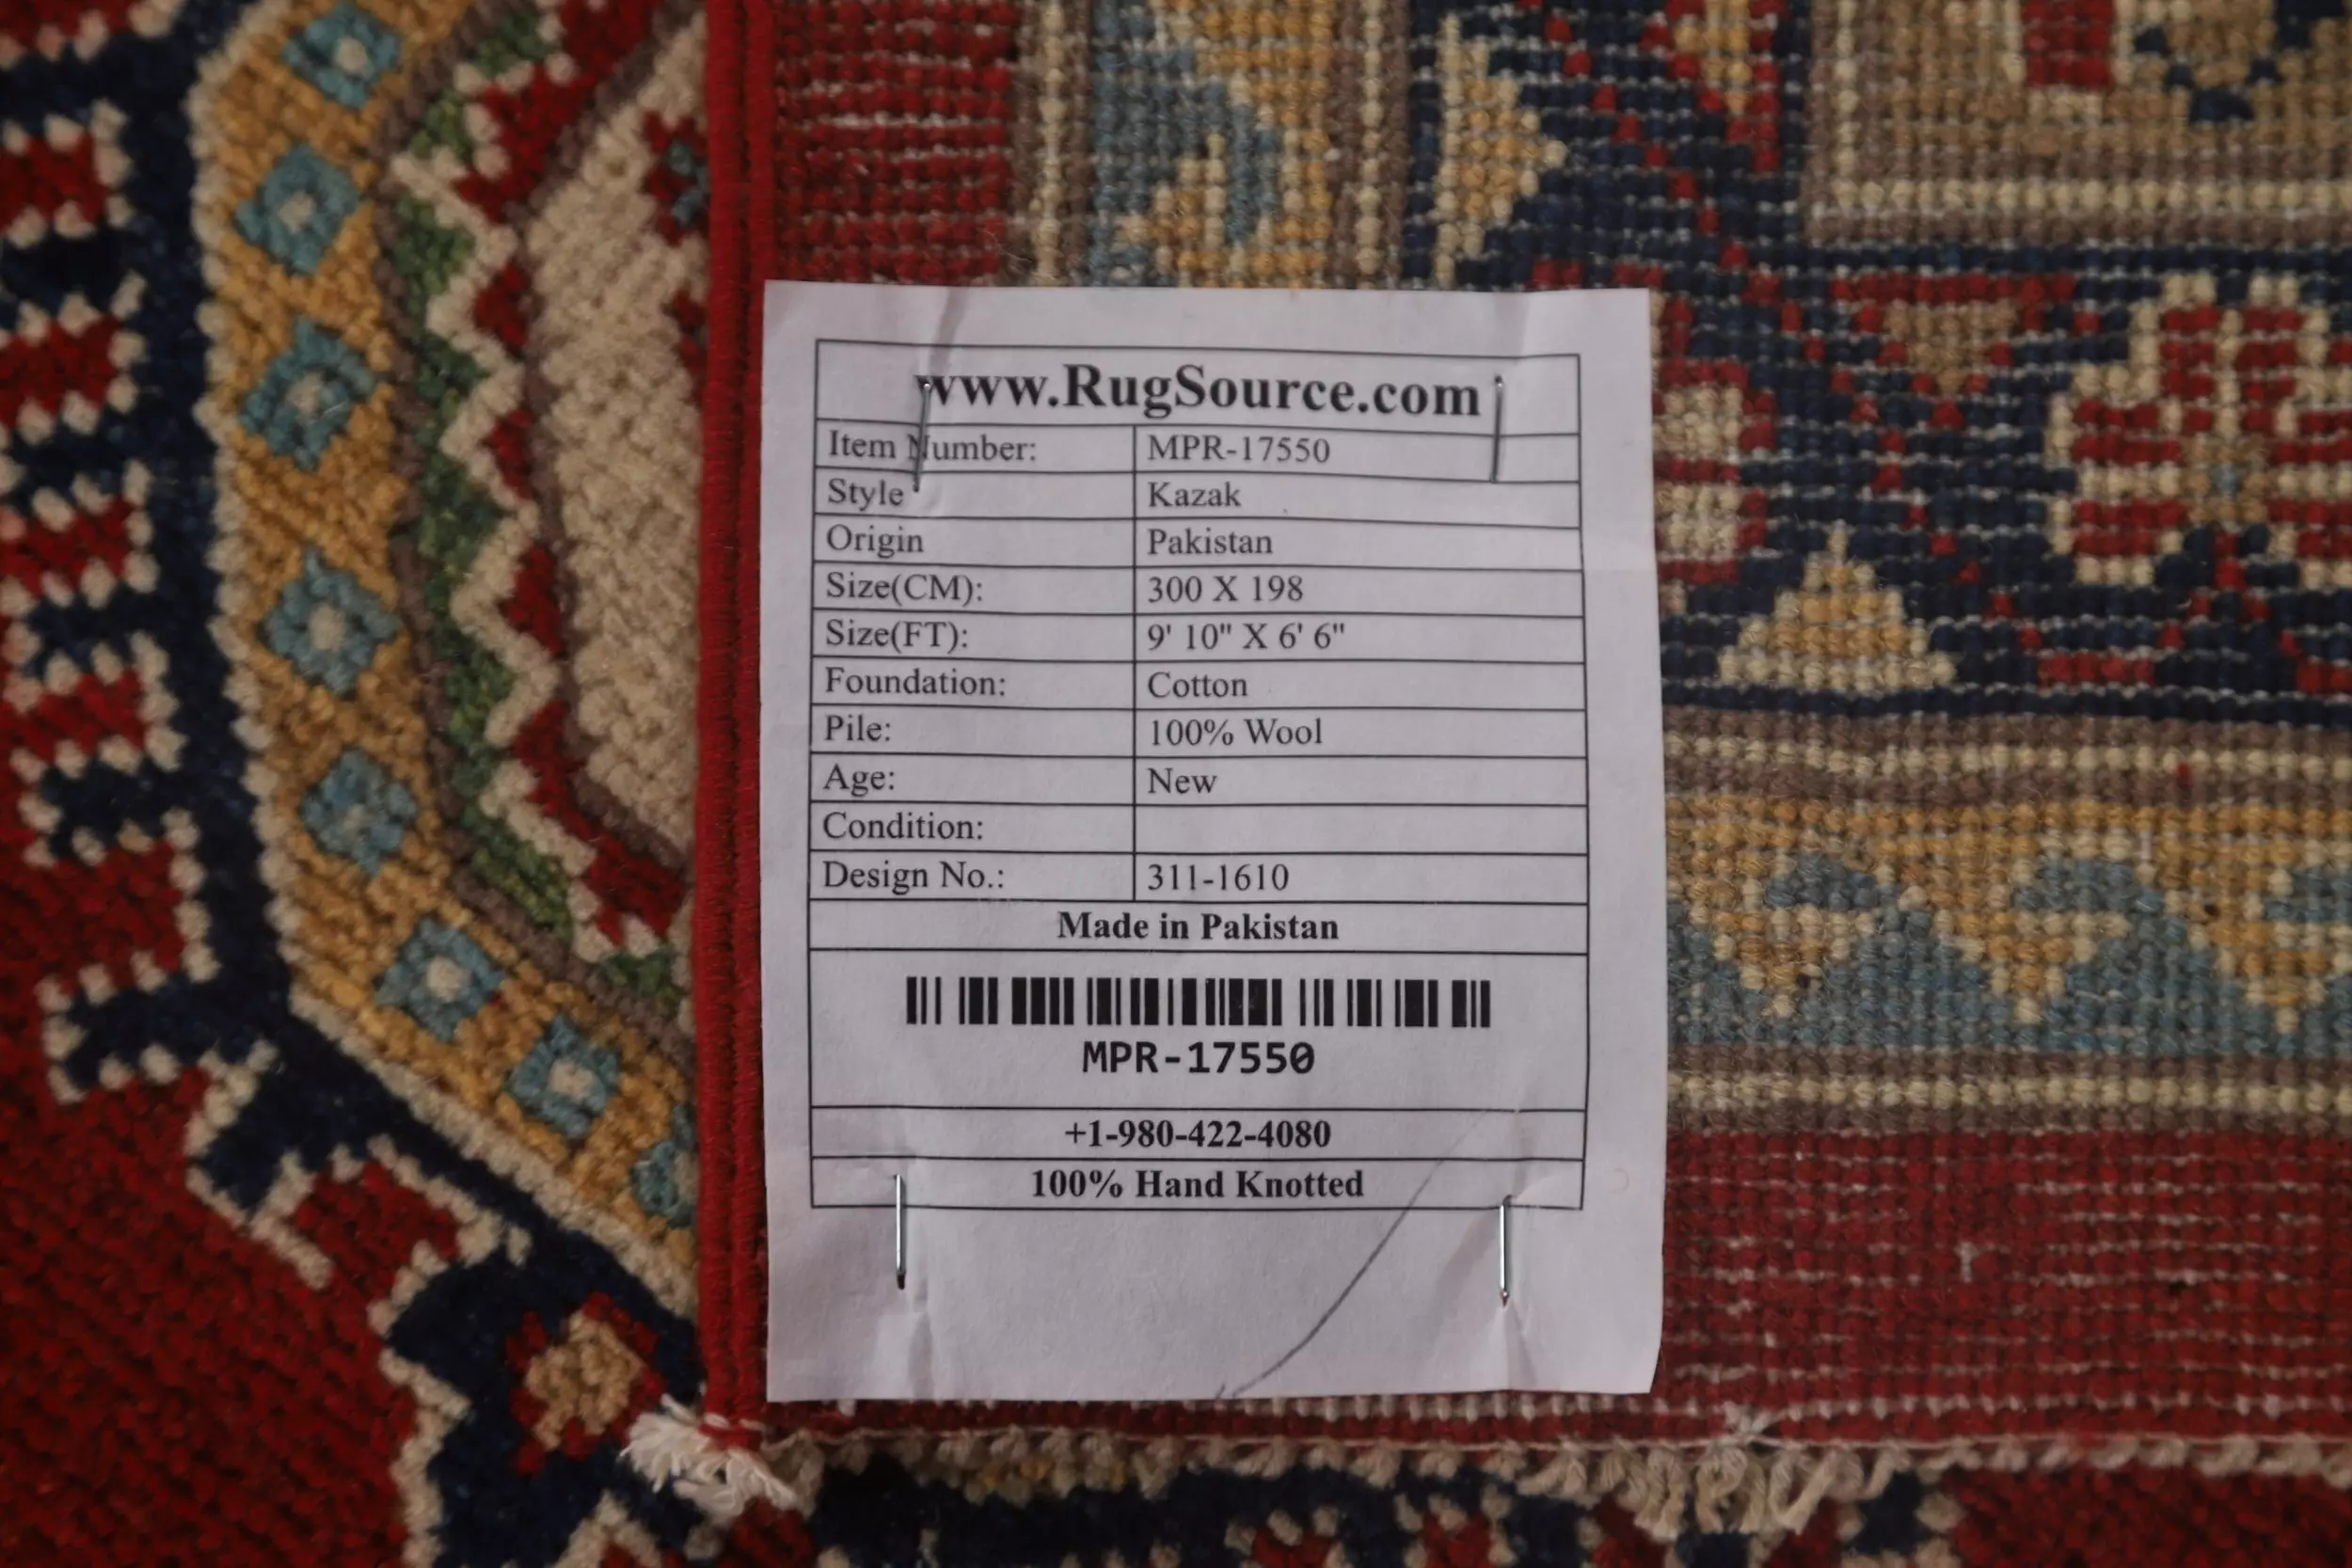 www.RugSource.com
Item Number: MPR-17550
Style Kazak
Origin Pakistan
Size(CM): 300 X 198
Size(FT): 9' 10" X 6' 6"
Foundation: Cotton
Pile: 100% Wool
Age: New
Condition:
Design No.: 311-1610
Made in Pakistan
MPR-17550
+1-980-422-4080
100% Hand Knotted